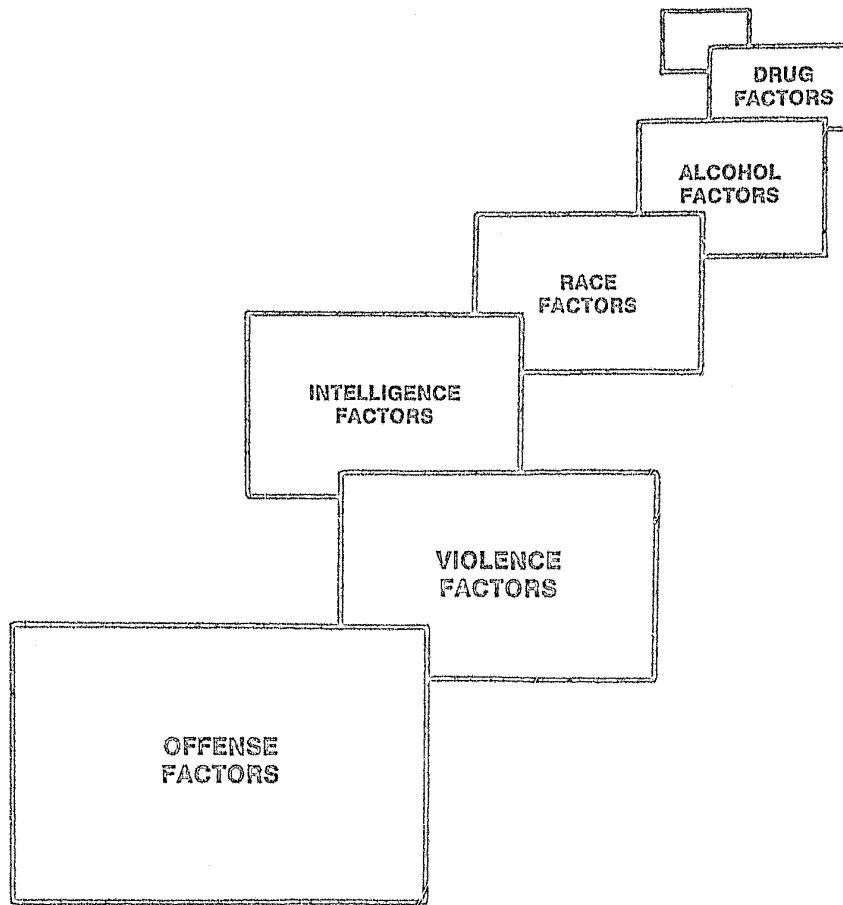 DRUG
FACTORS
ALCOHOL
FACTORS
RACE
FACTORS
INTELLIGENCE
FACTORS
VIOLENCE
FACTORS
OFFENSE
FACTORS